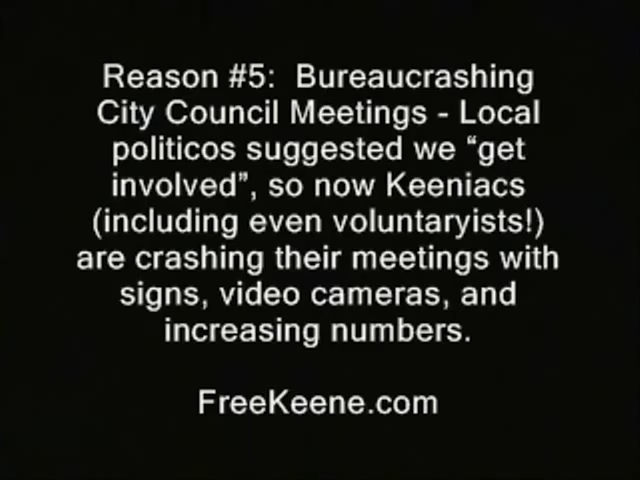 Reason #5:  Bureaucrashing
City Council Meetings - Local
politicos suggested we “get
involved”, so now Keeniacs
(including even voluntaryists!)
are crashing their meetings with
signs, video cameras, and
increasing numbers.
FreeKeene.com